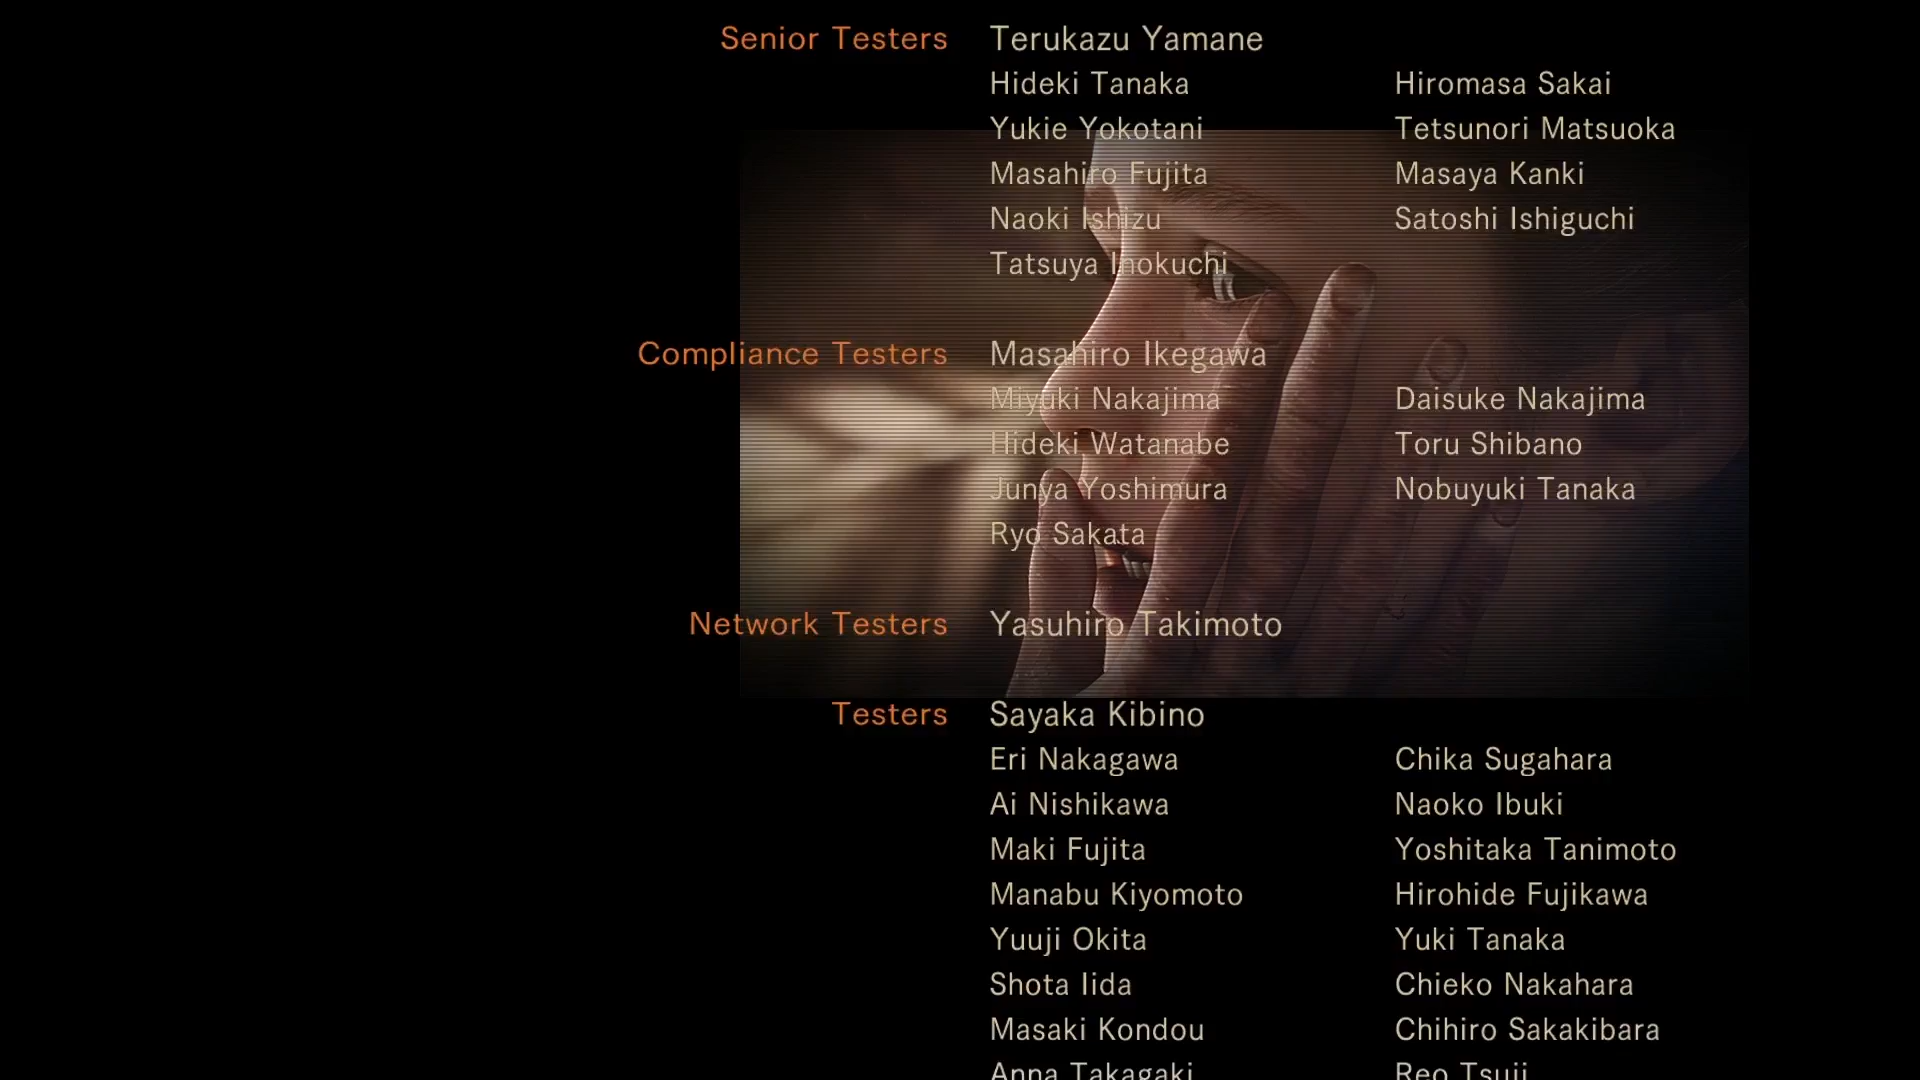 Senior Testers Terukazu Yamane
Hideki Tanaka Hiromasa Sakai
Yukie Yokotani Tetsunori Matsuoka
Masahiro Fujita Masaya Kanki
Naoki Ishizu Satoshi Ishiguchi
Tatsuya Inokuchi
Compliance Testers Masahiro Ikegawa
Miyuki Nakajima Daisuke Nakajima
Hideki Watanabe Toru Shibano
Junya Yoshimura Nobuyuki Tanaka
Ryo Sakata
Network Testers Yasuhiro Takimoto
Testers Sayaka Kibino
Eri Nakagawa Chika Sugahara
Ai Nishikawa Naoko Ibuki
Maki Fujita Yoshitaka Tanimoto
Manabu Kiyomoto Hirohide Fujikawa
Yuuji Okita Yuki Tanaka
Shota Iida Chieko Nakahara
Masaki Kondou Chihiro Sakakibara
Anna Takagaki Reo Tsuji